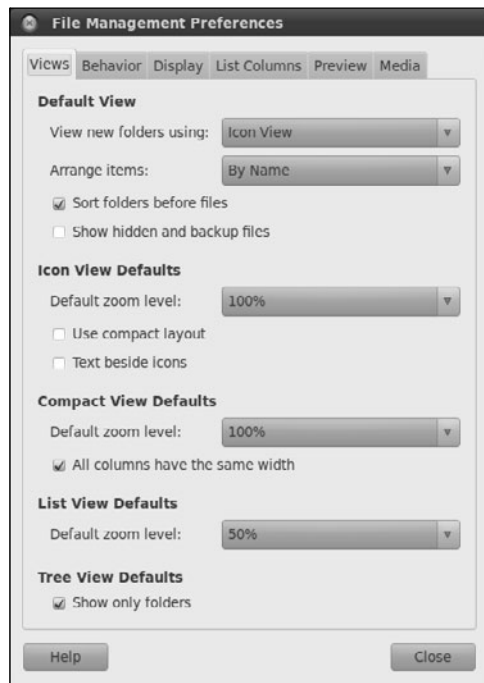 File Management Preferences
Views Behavior Display List Columns Preview Media
Default View
View new folders using: Icon View
Arrange items: By Name
Sort folders before files
Show hidden and backup files
Icon View Defaults
Default zoom level: 100%
Use compact layout
Text beside icons
Compact View Defaults
Default zoom level: 100%
All columns have the same width
List View Defaults
Default zoom level: 50%
Tree View Defaults
Show only folders
Help Close